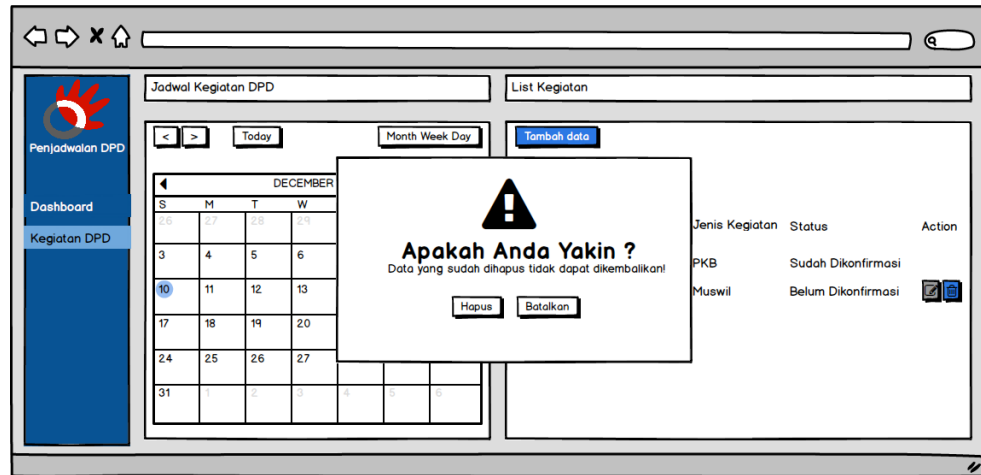 Jadwal Kegiatan DPD
List Kegiatan
Penjadwalan DPD
Dashboard
Kegiatan DPD
< > Today Month Week Day
DECEMBER
S M T W
26 27 28 29
3 4 5 6
10 11 12 13
17 18 19 20
24 25 26 27
31 1 2 3 4 5 6
Tambah data
Jenis Kegiatan Status Action
PKB Sudah Dikonfirmasi
Muswil Belum Dikonfirmasi
Apakah Anda Yakin ?
Data yang sudah dihapus tidak dapat dikembalikan!
Hapus Batalkan